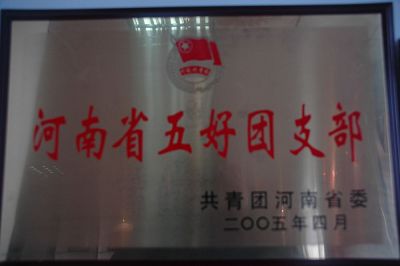 河南省五好团支部
共青团河南省委
二〇〇五年四月